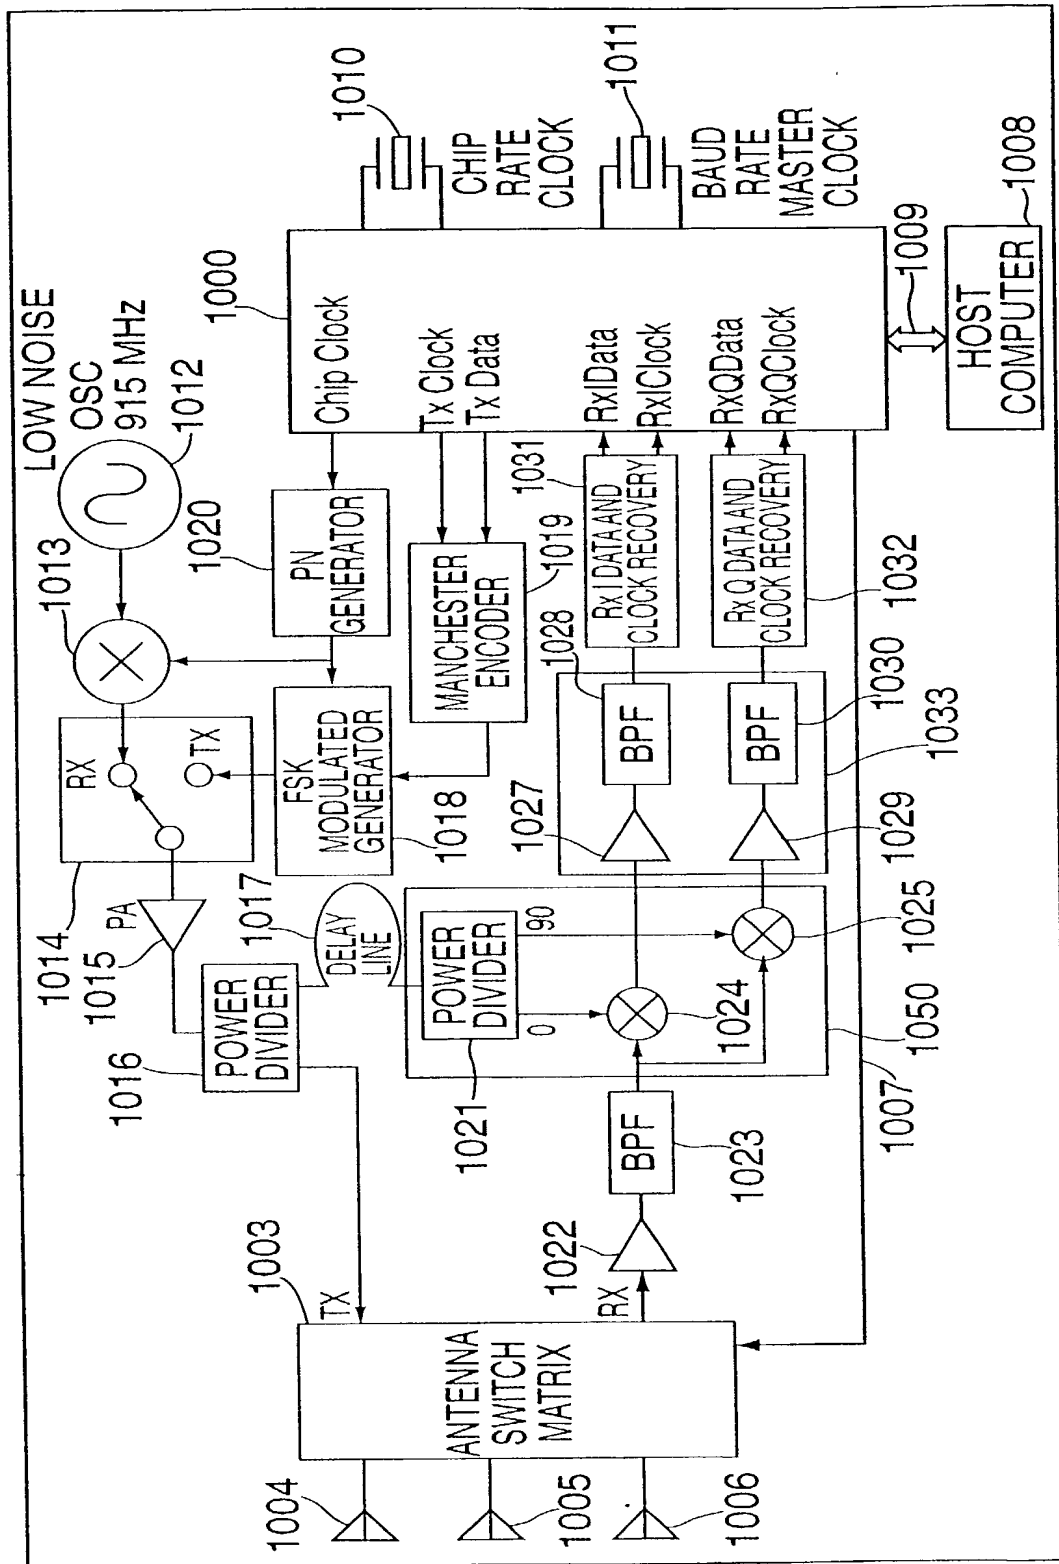 LOW NOISE
OSC
915 MHz
1012
1013
1020
1000
1010
CHIP
RATE
CLOCK
1011
BAUD
RATE
MASTER
CLOCK
Chip Clock
Tx Clock
Tx Data
RxIData
RxIClock
RxQData
RxQClock
1009
HOST
COMPUTER
1008
PN
GENERATOR
MANCHESTER
ENCODER
1019
RX
TX
1014
FSK
MODULATED
GENERATOR
1018
PA
1015
POWER
DIVIDER
1016
DELAY
LINE
1017
POWER
DIVIDER
1021
0
90
1024
1025
1050
1027
BPF
1028
1029
BPF
1030
1033
Rx I DATA AND
CLOCK RECOVERY
1031
Rx Q DATA AND
CLOCK RECOVERY
1032
BPF
1023
1022
RX
TX
1003
ANTENNA
SWITCH
MATRIX
1004
1005
1006
1007